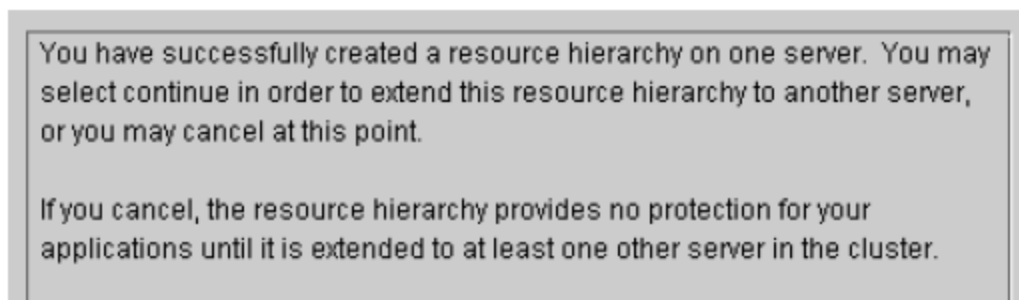 You have successfully created a resource hierarchy on one server.  You may
select continue in order to extend this resource hierarchy to another server,
or you may cancel at this point.
If you cancel, the resource hierarchy provides no protection for your
applications until it is extended to at least one other server in the cluster.